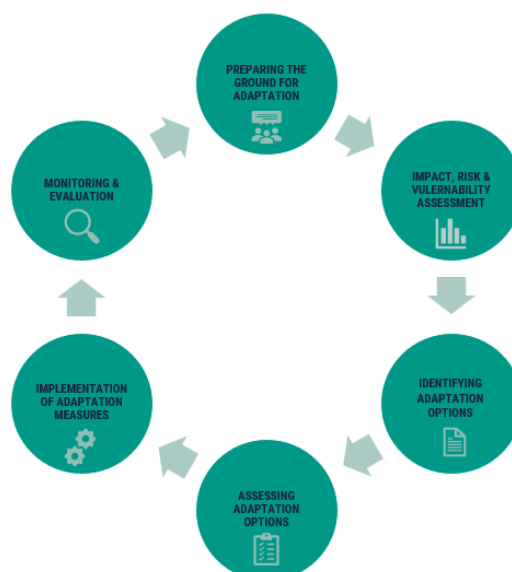 PREPARING THE
GROUND FOR
ADAPTATION
IMPACT, RISK &
VULERNABILITY
ASSESSMENT
IDENTIFYING
ADAPTATION
OPTIONS
ASSESSING
ADAPTATION
OPTIONS
IMPLEMENTATION
OF ADAPTATION
MEASURES
MONITORING &
EVALUATION